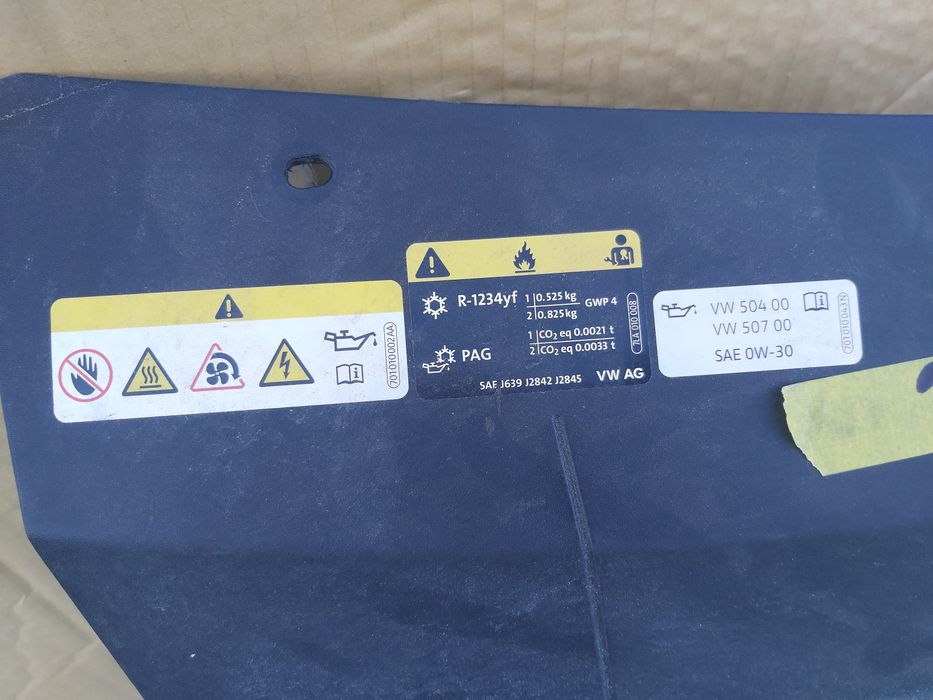 701010002AA
R-1234yf 1 0.525 kg GWP 4
2 0.825 kg
1 CO2 eq 0.0021 t
PAG 2 CO2 eq 0.0033 t
SAE J639 J2842 J2845 VW AG
7LA 010 008
VW 504 00
VW 507 00
SAE 0W-30
701010043N